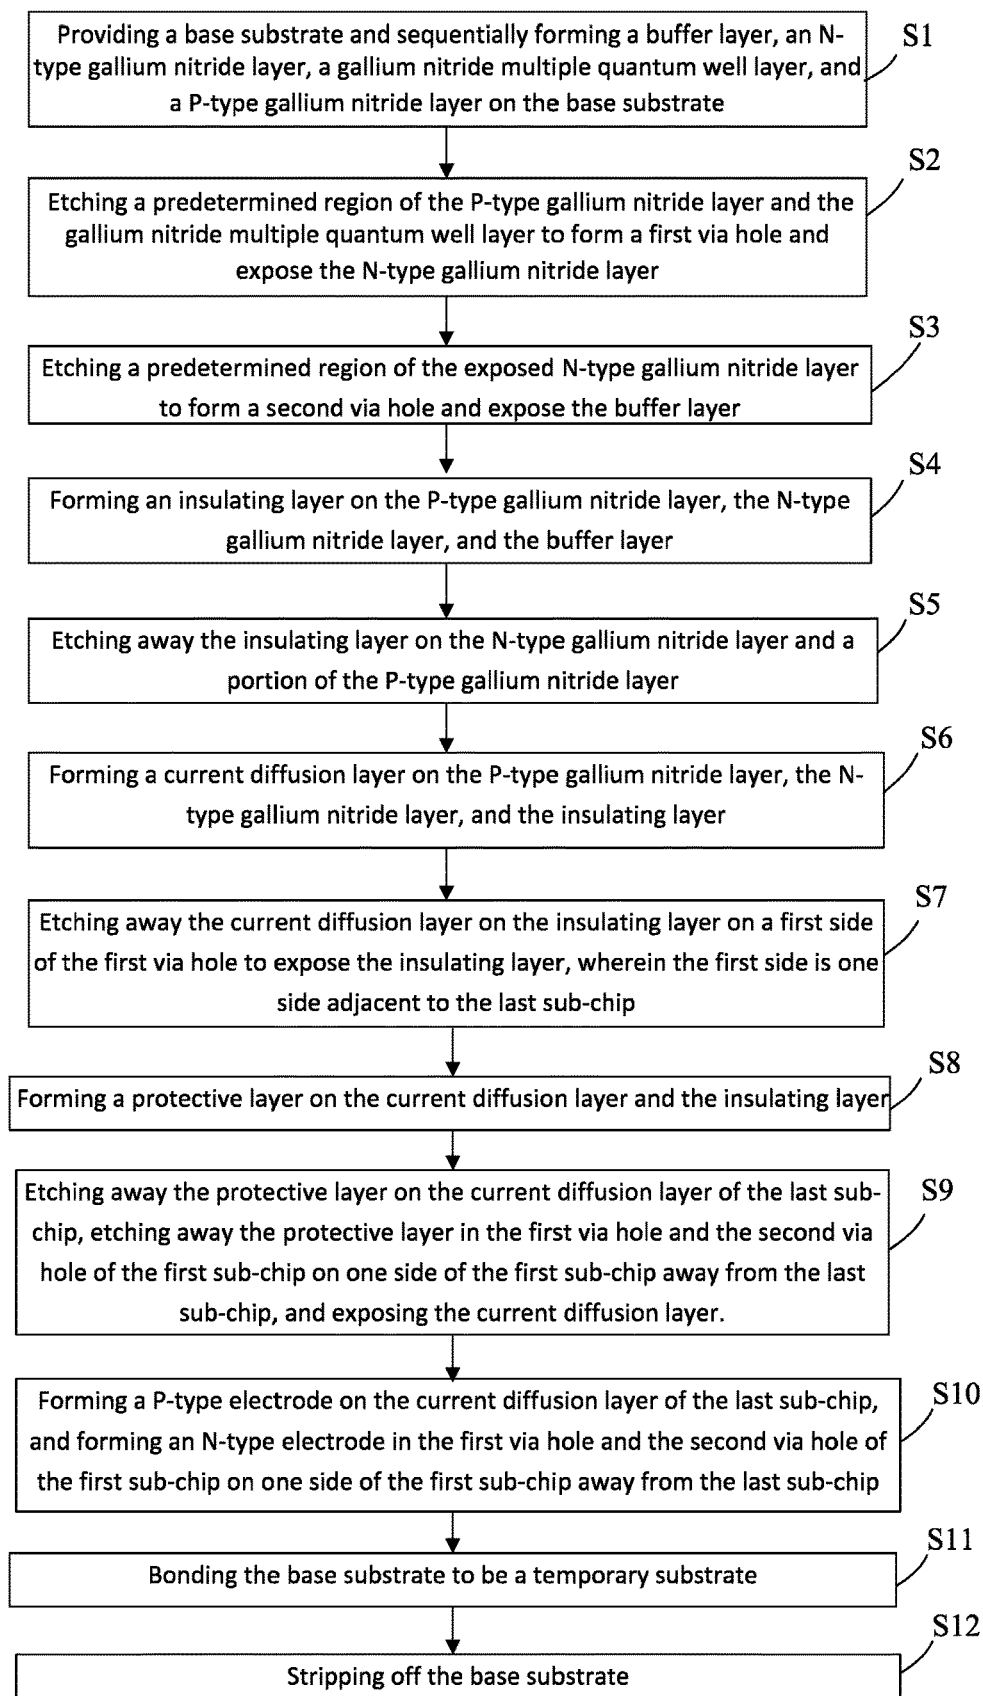 Providing a base substrate and sequentially forming a buffer layer, an N-
type gallium nitride layer, a gallium nitride multiple quantum well layer, and
a P-type gallium nitride layer on the base substrate
S1
Etching a predetermined region of the P-type gallium nitride layer and the
gallium nitride multiple quantum well layer to form a first via hole and
expose the N-type gallium nitride layer
S2
Etching a predetermined region of the exposed N-type gallium nitride layer
to form a second via hole and expose the buffer layer
S3
Forming an insulating layer on the P-type gallium nitride layer, the N-type
gallium nitride layer, and the buffer layer
S4
Etching away the insulating layer on the N-type gallium nitride layer and a
portion of the P-type gallium nitride layer
S5
Forming a current diffusion layer on the P-type gallium nitride layer, the N-
type gallium nitride layer, and the insulating layer
S6
Etching away the current diffusion layer on the insulating layer on a first side
of the first via hole to expose the insulating layer, wherein the first side is one
side adjacent to the last sub-chip
S7
Forming a protective layer on the current diffusion layer and the insulating layer
S8
Etching away the protective layer on the current diffusion layer of the last sub-
chip, etching away the protective layer in the first via hole and the second via
hole of the first sub-chip on one side of the first sub-chip away from the last
sub-chip, and exposing the current diffusion layer.
S9
Forming a P-type electrode on the current diffusion layer of the last sub-chip,
and forming an N-type electrode in the first via hole and the second via hole of
the first sub-chip on one side of the first sub-chip away from the last sub-chip
S10
Bonding the base substrate to be a temporary substrate
S11
Stripping off the base substrate
S12